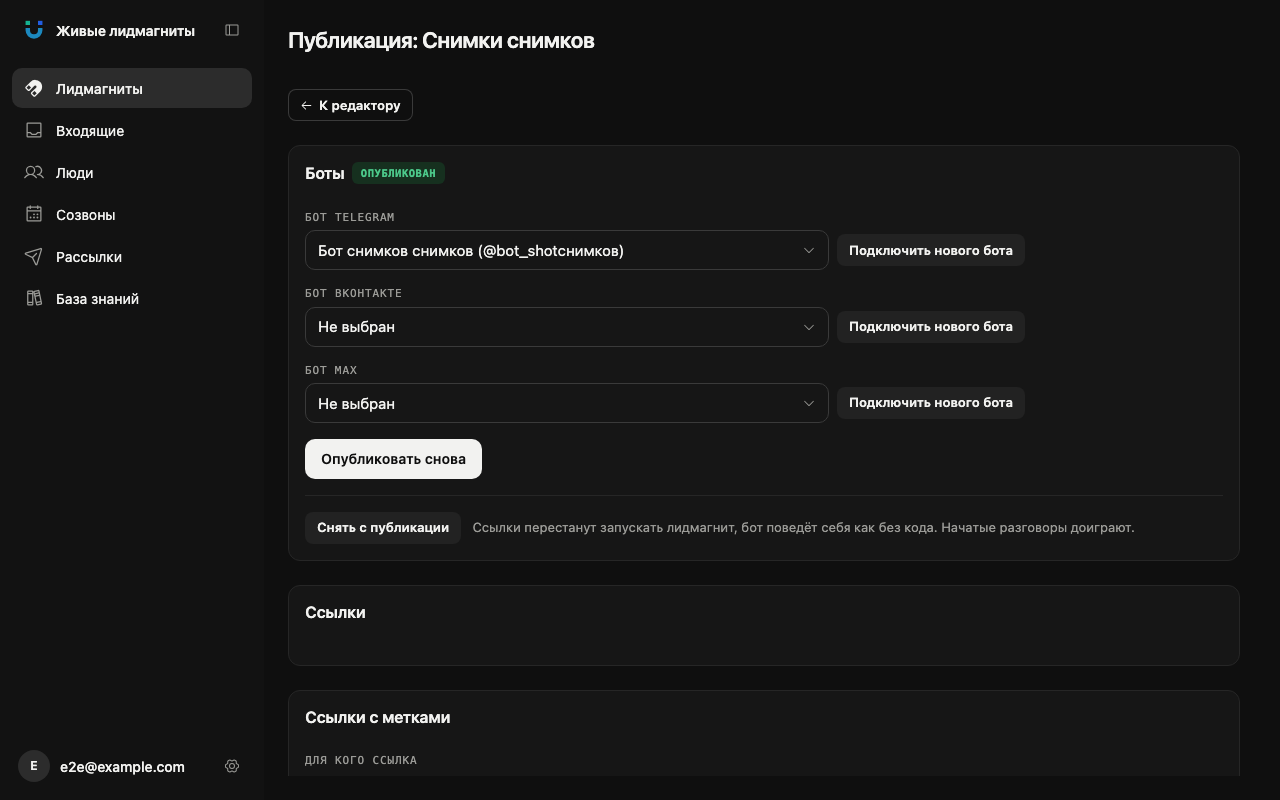 Живые лидмагниты
Лидмагниты
Входящие
Люди
Созвоны
Рассылки
База знаний
E
e2e@example.com
Публикация: Снимки снимков
← К редактору
Боты ОПУБЛИКОВАН
БОТ TELEGRAM
Бот снимков снимков (@bot_shotснимков)
Подключить нового бота
БОТ ВКОНТАКТЕ
Не выбран
Подключить нового бота
БОТ MAX
Не выбран
Подключить нового бота
Опубликовать снова
Снять с публикации
Ссылки перестанут запускать лидмагнит, бот поведёт себя как без кода. Начатые разговоры доиграют.
Ссылки
Ссылки с метками
ДЛЯ КОГО ССЫЛКА